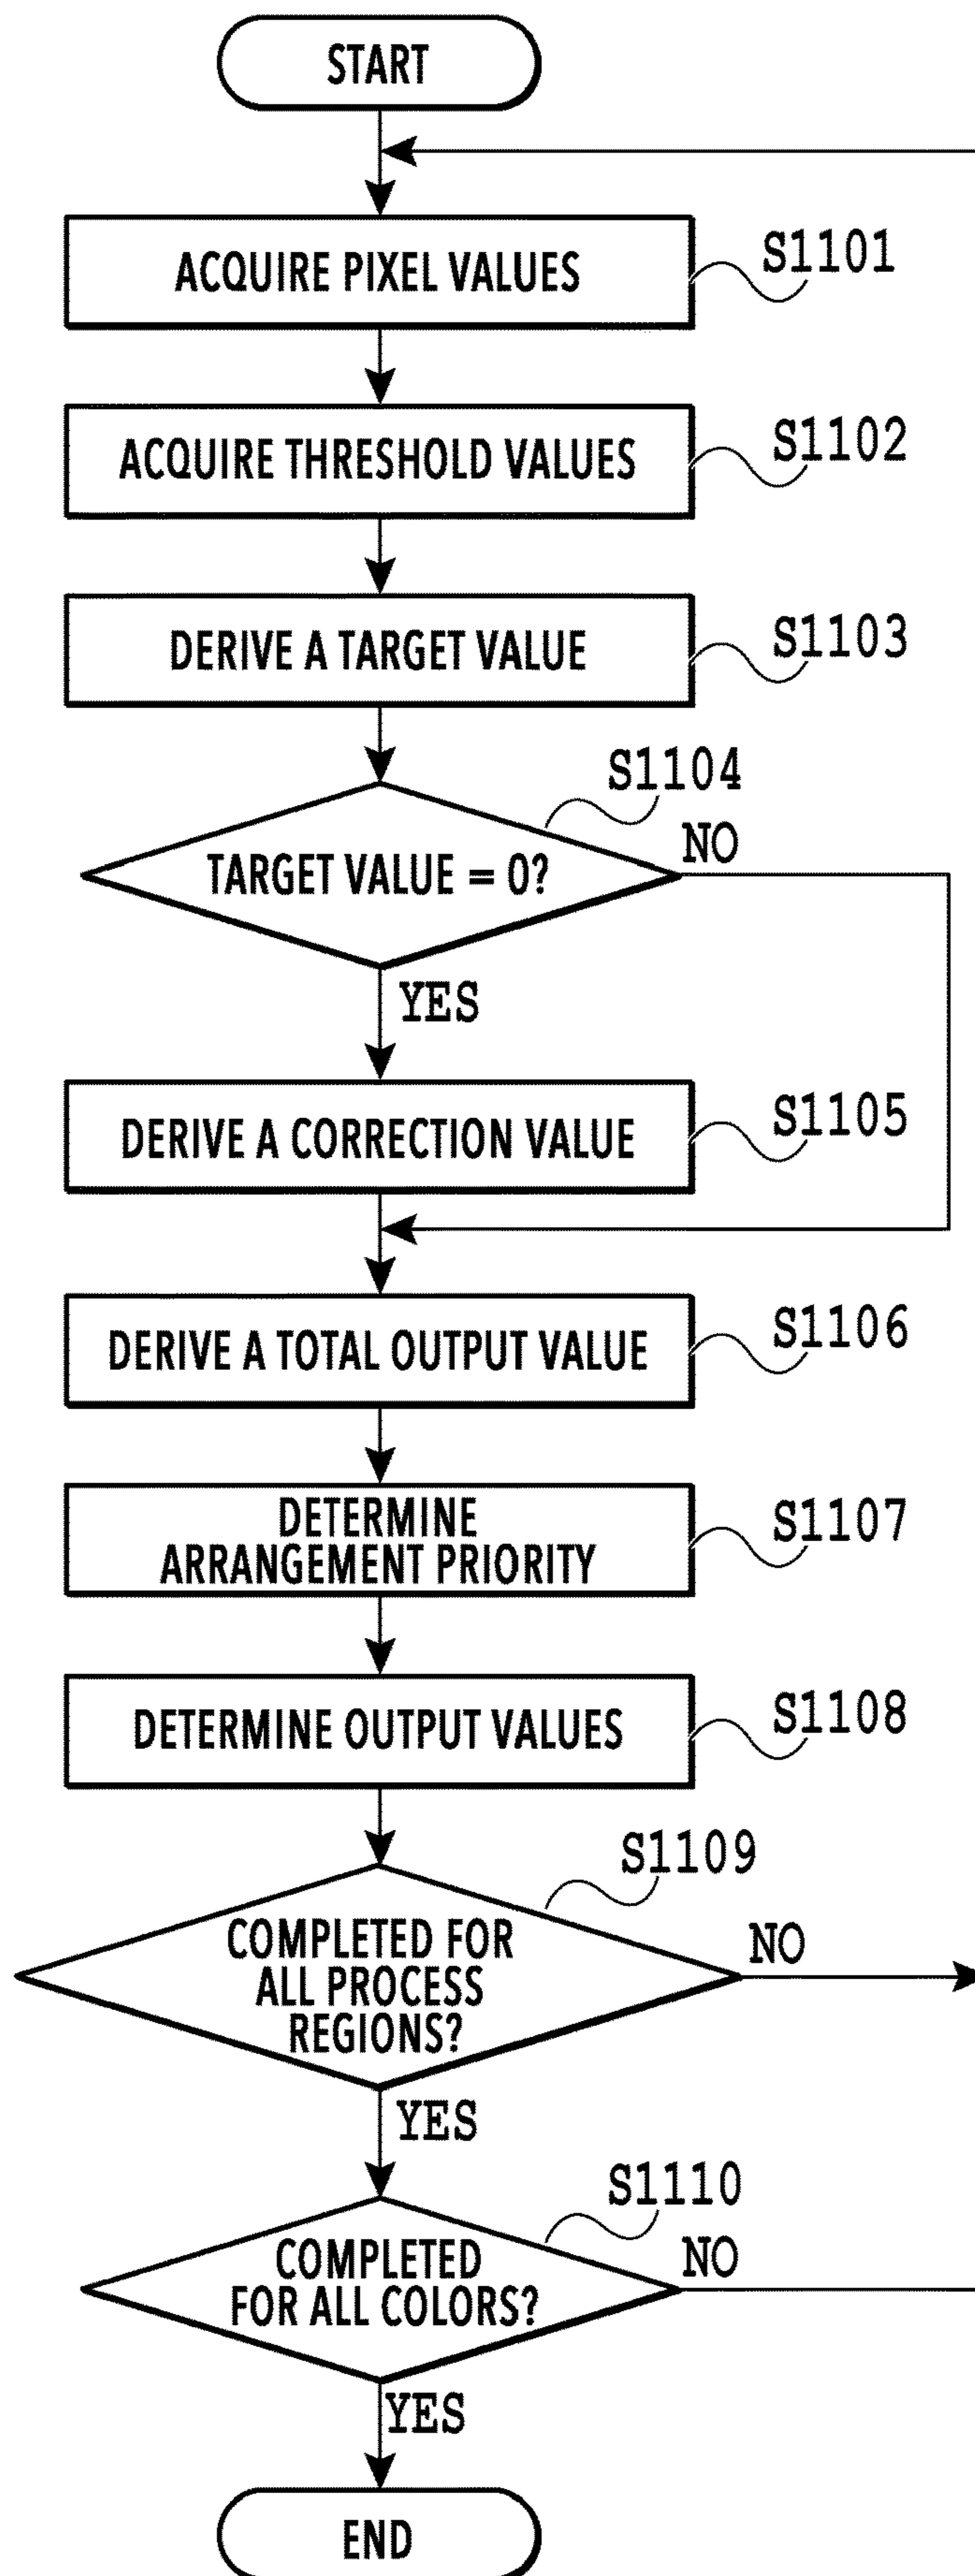 START
ACQUIRE PIXEL VALUES
S1101
ACQUIRE THRESHOLD VALUES
S1102
DERIVE A TARGET VALUE
S1103
S1104
TARGET VALUE = 0?
NO
YES
DERIVE A CORRECTION VALUE
S1105
DERIVE A TOTAL OUTPUT VALUE
S1106
DETERMINE
ARRANGEMENT PRIORITY
S1107
DETERMINE OUTPUT VALUES
S1108
S1109
COMPLETED FOR
ALL PROCESS
REGIONS?
NO
YES
S1110
COMPLETED
FOR ALL COLORS?
NO
YES
END